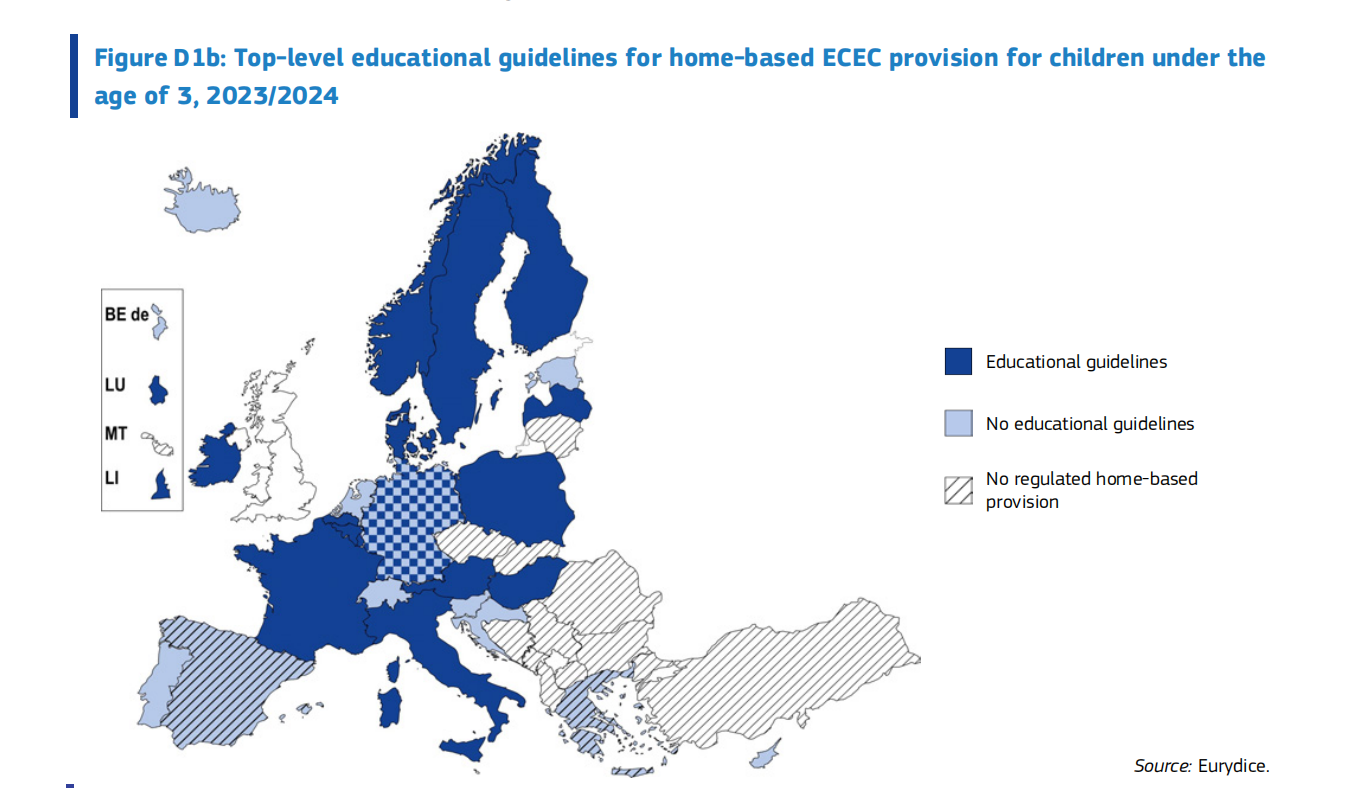 Figure D1b: Top-level educational guidelines for home-based ECEC provision for children under the
age of 3, 2023/2024
BE de
LU
MT
LI
Educational guidelines
No educational guidelines
No regulated home-based
provision
Source: Eurydice.